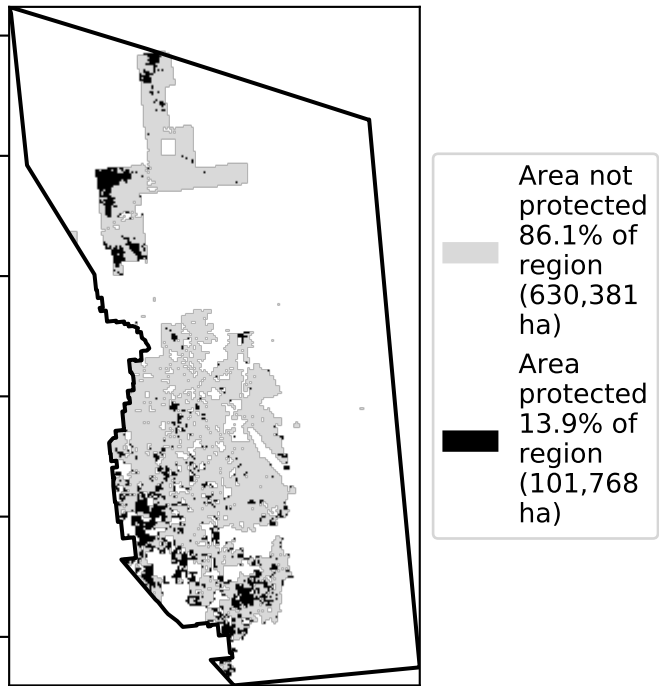 Area not
protected
86.1% of
region
(630,381
ha)
Area
protected
13.9% of
region
(101,768
ha)